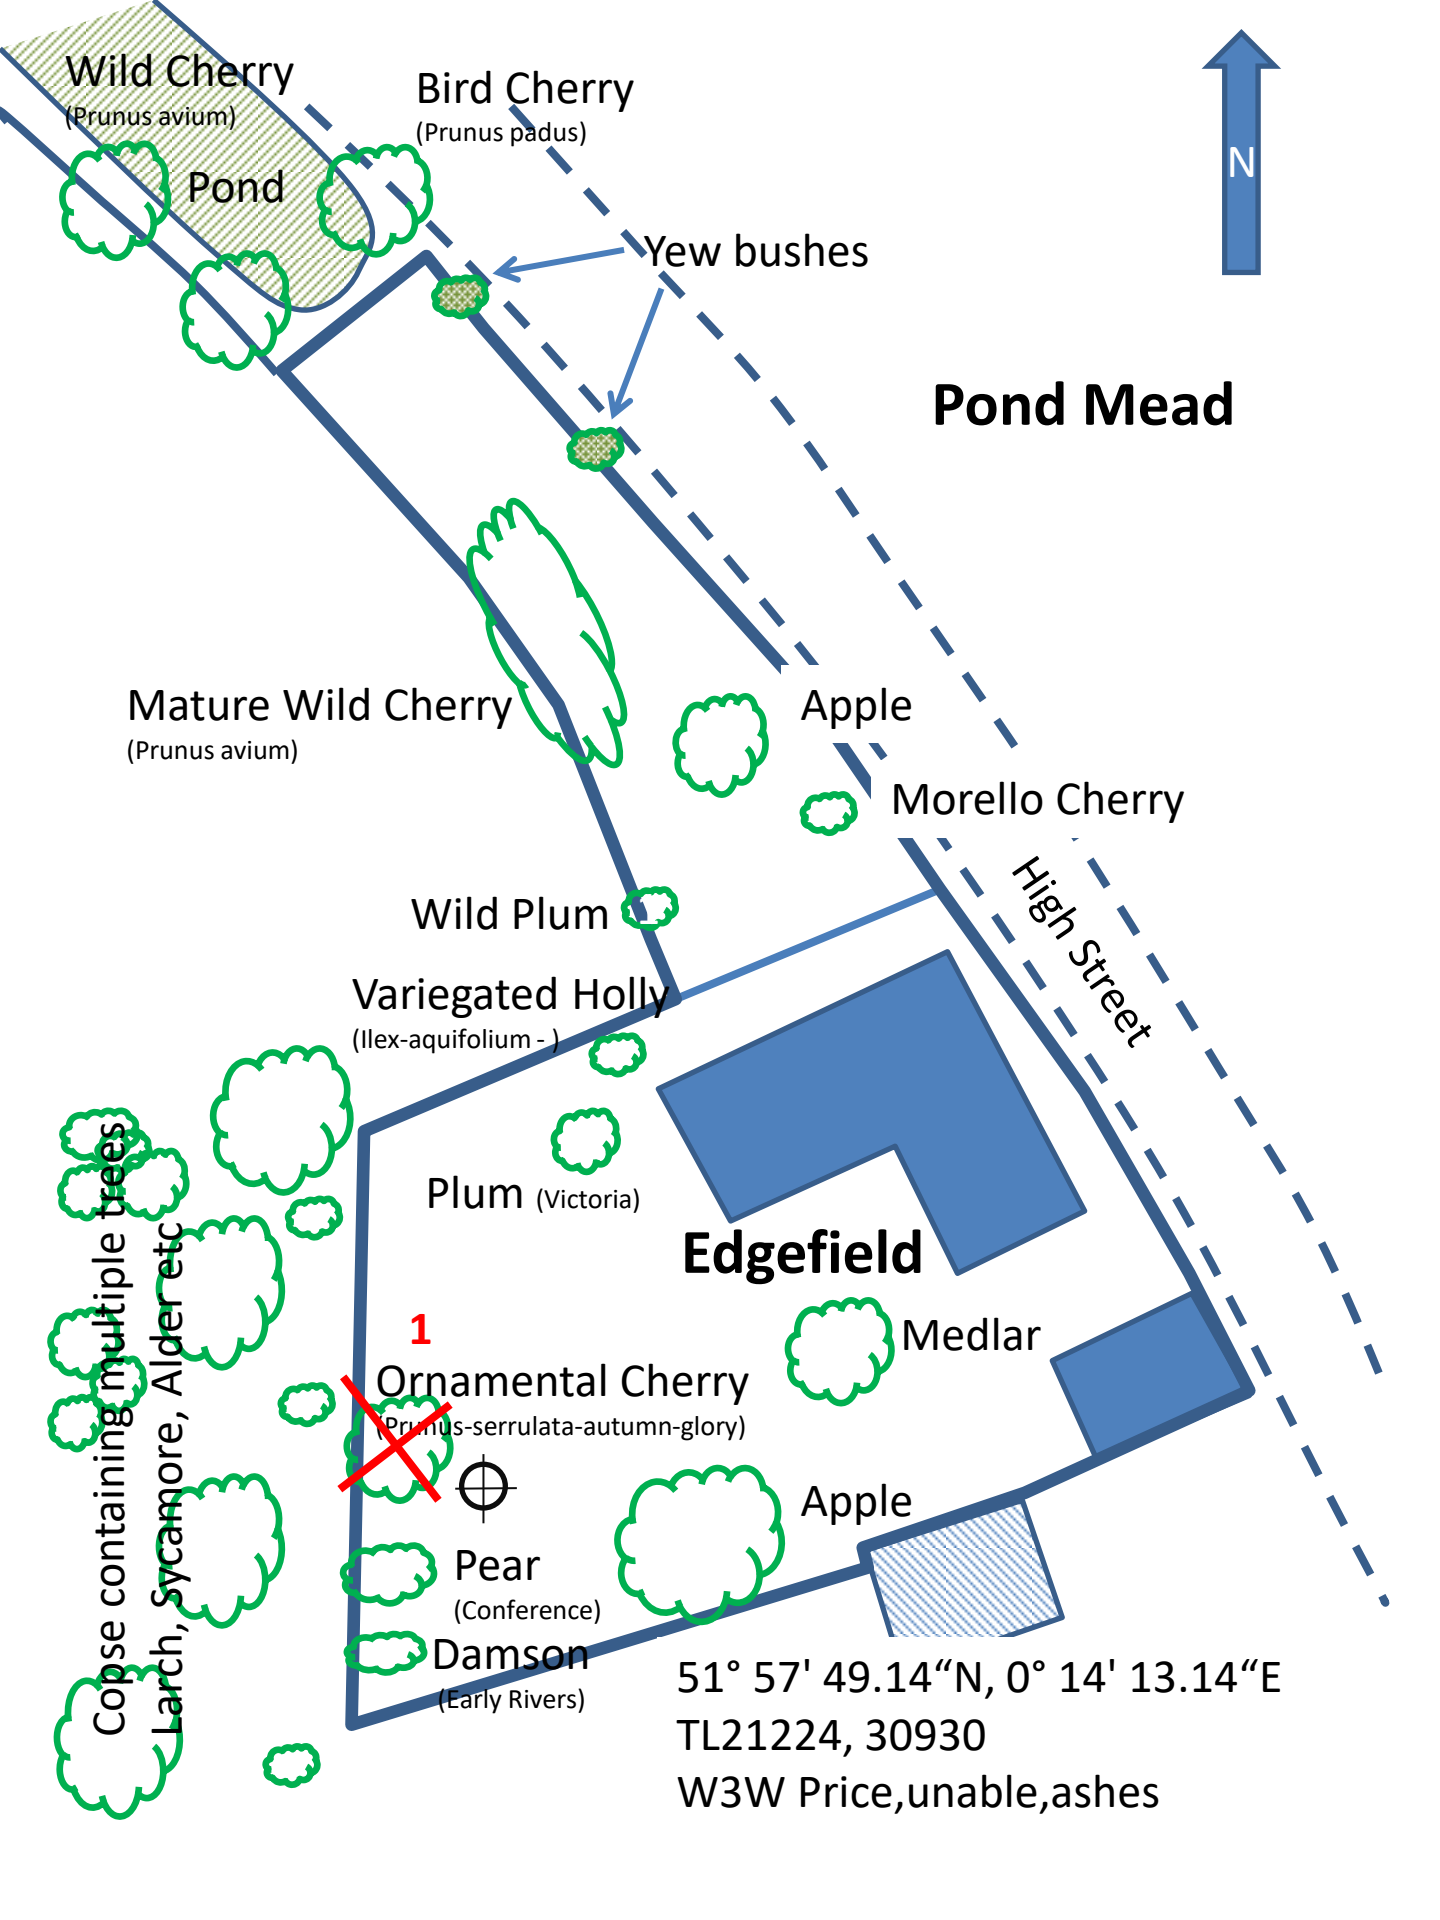 Wild Cherry
(Prunus avium)
Bird Cherry
(Prunus padus)
N
Pond
Yew bushes
Pond Mead
Mature Wild Cherry
(Prunus avium)
Apple
Morello Cherry
High Street
Wild Plum
Variegated Holly
(Ilex-aquifolium - )
Plum (Victoria)
Edgefield
1
Ornamental Cherry
(Prunus-serrulata-autumn-glory)
Medlar
Apple
Pear
(Conference)
Damson
(Early Rivers)
Copse containing multiple trees
Larch, Sycamore, Alder etc
51° 57' 49.14“N, 0° 14' 13.14“E
TL21224, 30930
W3W Price,unable,ashes